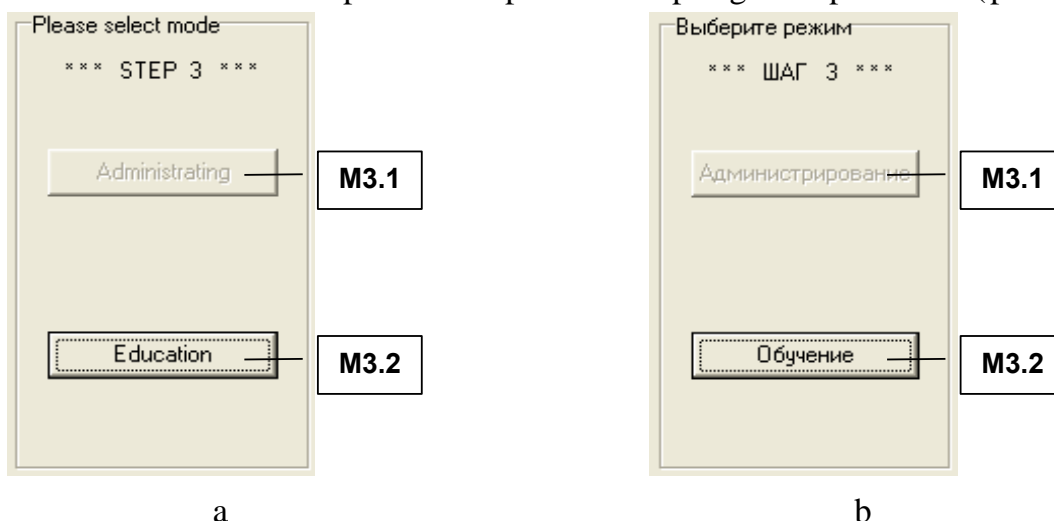 Please select mode
*** STEP 3 ***
Administrating
M3.1
Education
M3.2
a
Выберите режим
*** ШАГ 3 ***
Администрирование
M3.1
Обучение
M3.2
b